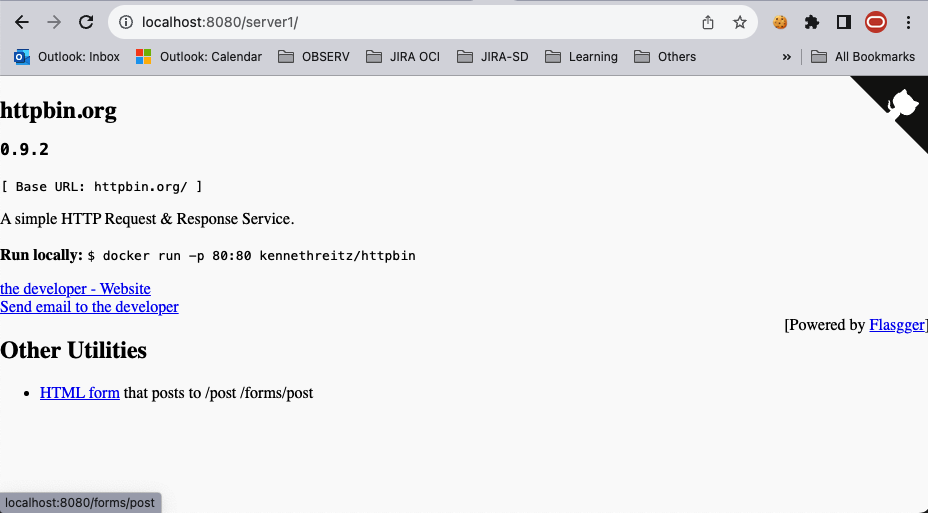 localhost:8080/server1/
Outlook: Inbox Outlook: Calendar OBSERV JIRA OCI JIRA-SD Learning Others » All Bookmarks
httpbin.org
0.9.2
[ Base URL: httpbin.org/ ]
A simple HTTP Request & Response Service.
Run locally: $ docker run -p 80:80 kennethreitz/httpbin
the developer - Website
Send email to the developer
[Powered by Flasgger]
Other Utilities
• HTML form that posts to /post /forms/post
localhost:8080/forms/post